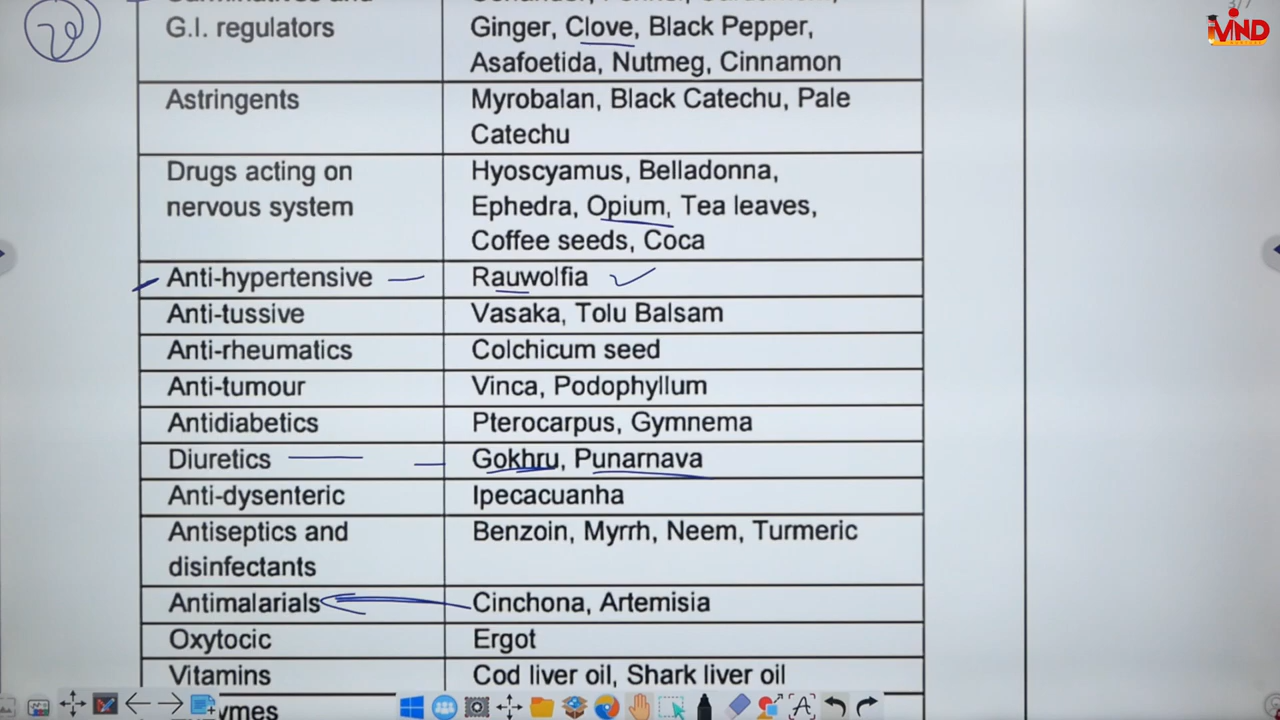 3/7
MND
G.I. regulators
Ginger, Clove, Black Pepper,
Asafoetida, Nutmeg, Cinnamon
Astringents
Myrobalan, Black Catechu, Pale
Catechu
Drugs acting on
nervous system
Hyoscyamus, Belladonna,
Ephedra, Opium, Tea leaves,
Coffee seeds, Coca
Anti-hypertensive
Rauwolfia
Anti-tussive
Vasaka, Tolu Balsam
Anti-rheumatics
Colchicum seed
Anti-tumour
Vinca, Podophyllum
Antidiabetics
Pterocarpus, Gymnema
Diuretics
Gokhru, Punarnava
Anti-dysenteric
Ipecacuanha
Antiseptics and
disinfectants
Benzoin, Myrrh, Neem, Turmeric
Antimalarials
Cinchona, Artemisia
Oxytocic
Ergot
Vitamins
Cod liver oil, Shark liver oil